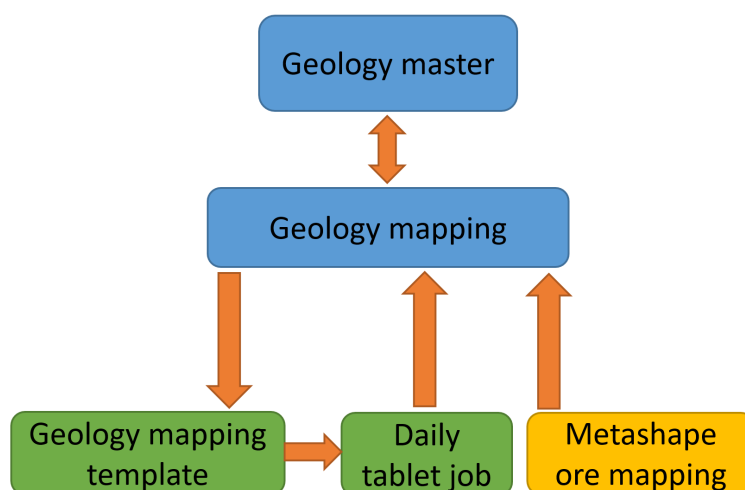 Geology master
Geology mapping
Geology mapping
template
Daily
tablet job
Metashape
ore mapping